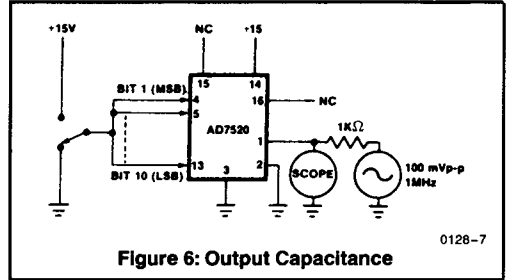 +15V
NC
+15
BIT 1 (MSB)
15
14
4
16
NC
5
AD7520
1
1KΩ
13
3
2
SCOPE
100 mVp-p
1MHz
BIT 10 (LSB)
0128-7
Figure 6: Output Capacitance